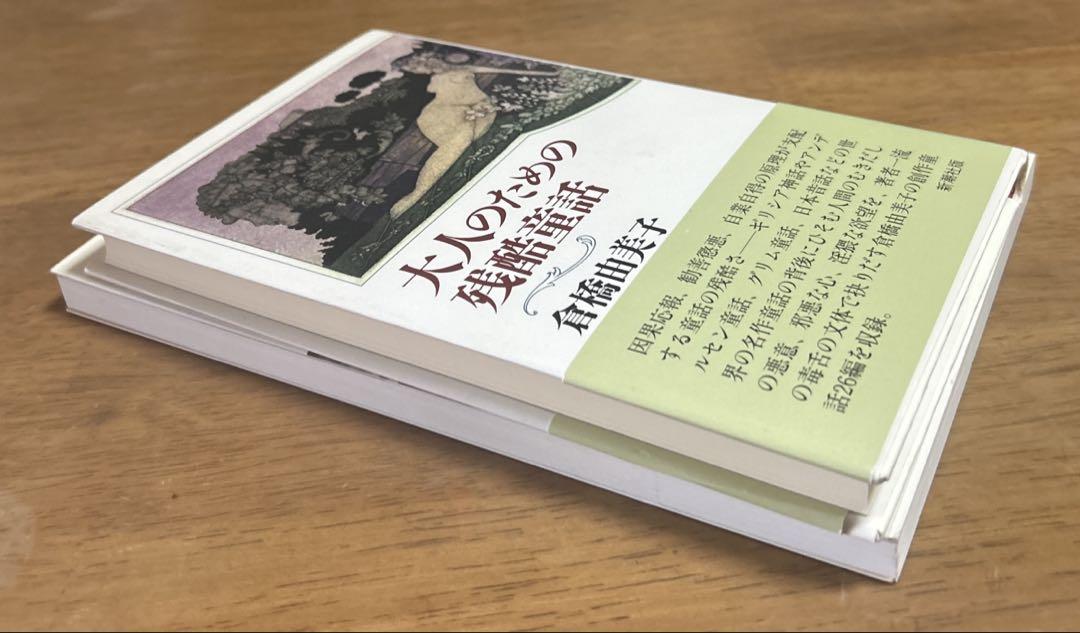 大人のための
残酷童話
倉橋由美子
因果応報、勧善懲悪、自業自得の原理が支配
する童話の残酷さ──ギリシア神話やアンデ
ルセン童話、グリム童話、日本昔話などの世
界の名作童話の背後にひそむ人間のむきだし
の悪意、邪悪な心、淫猥な欲望を、著者一流
の毒舌の文体で抉りだす倉橋由美子の創作童
話26編を収録。
新潮社版